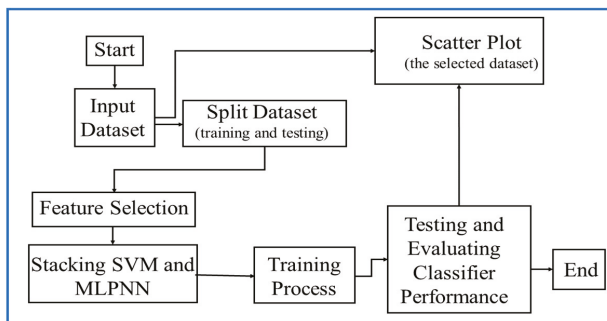 Start
Scatter Plot
(the selected dataset)
Input
Dataset
Split Dataset
(training and testing)
Feature Selection
Stacking SVM and
MLPNN
Training
Process
Testing and
Evaluating
Classifier
Performance
End